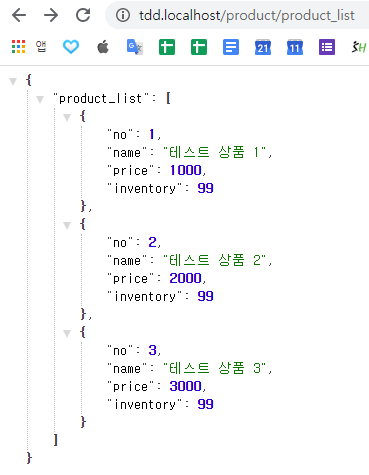 tdd.localhost/product/product_list
앱
21
11
{
"product_list": [
{
"no": 1,
"name": "테스트 상품 1",
"price": 1000,
"inventory": 99
},
{
"no": 2,
"name": "테스트 상품 2",
"price": 2000,
"inventory": 99
},
{
"no": 3,
"name": "테스트 상품 3",
"price": 3000,
"inventory": 99
}
]
}